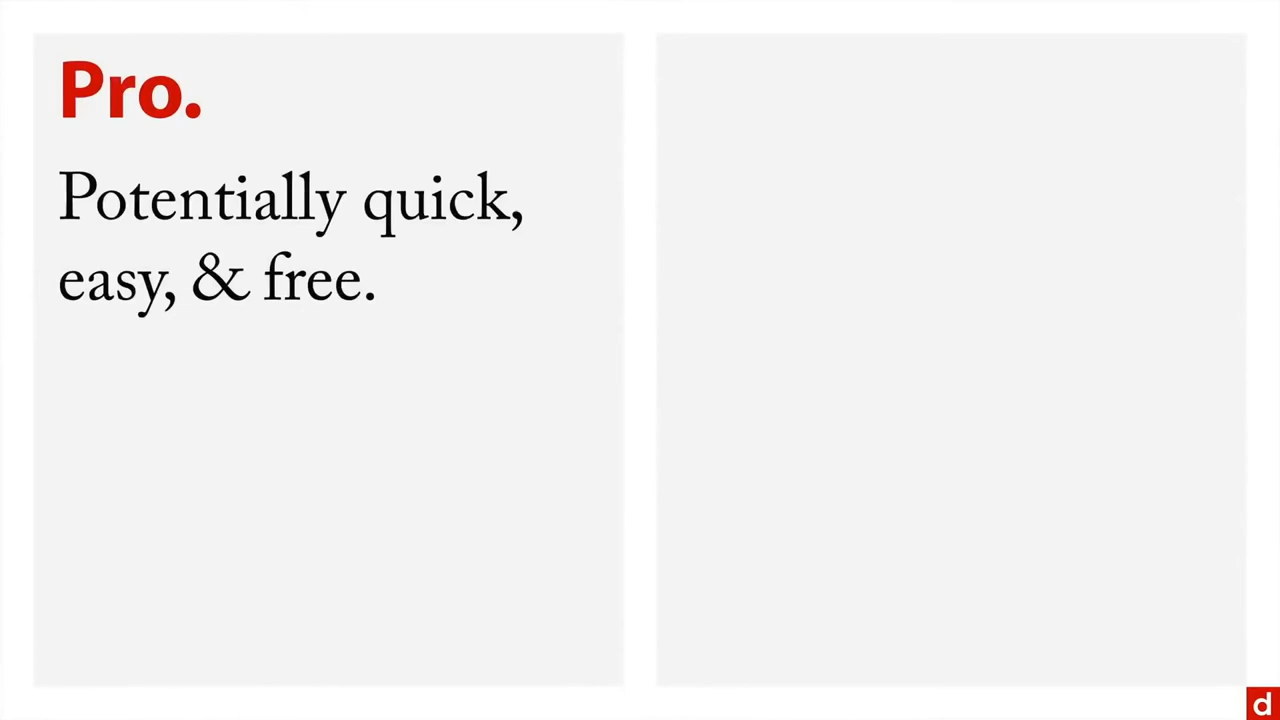 Pro.
Potentially quick,
easy, & free.
d